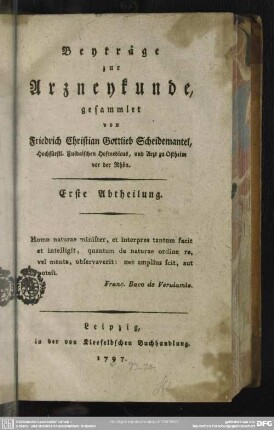 Beyträge
zur
Arzneykunde,
gesammlet
von
Friedrich Christian Gottlieb Scheidemantel,
Hochfürstl. Fuldaischen Hofmedicus, und Arzt zu Ostheim
vor der Rhön.
Erste Abtheilung.
Homo naturae minister, et interpres tantum facit
et intelligit, quantum de naturae ordine re,
vel mente, observaverit: nec amplius scit, aut
potest.
Franc. Baco de Verulamio.
Leipzig,
in der von Kleefeldschen Buchhandlung.
1797.